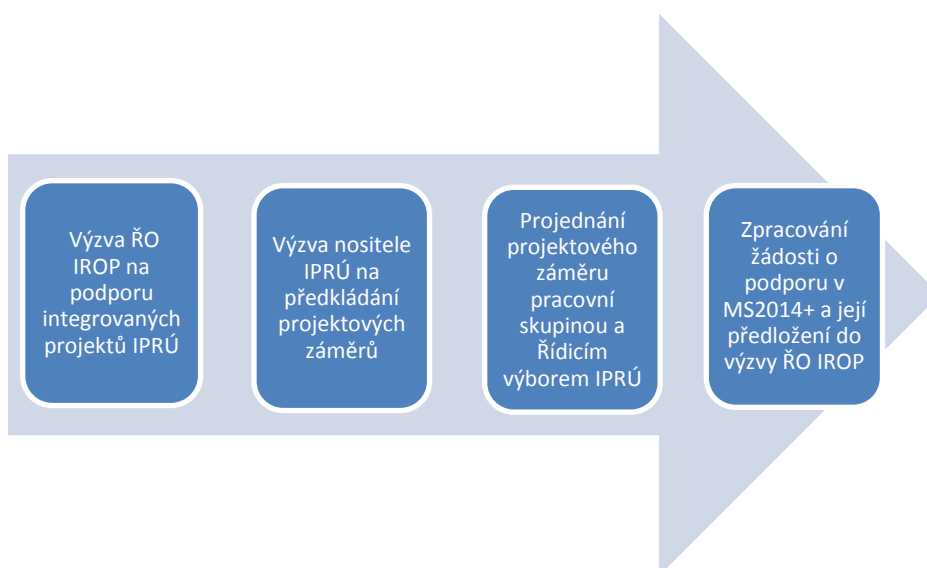 Výzva ŘO
IROP na
podporu
integrovaných
projektů IPRÚ
Výzva nositele
IPRÚ na
předkládání
projektových
záměrů
Projednání
projektového
záměru
pracovní
skupinou a
Řídicím
výborem IPRÚ
Zpracování
žádosti o
podporu v
MS2014+ a její
předložení do
výzvy ŘO IROP